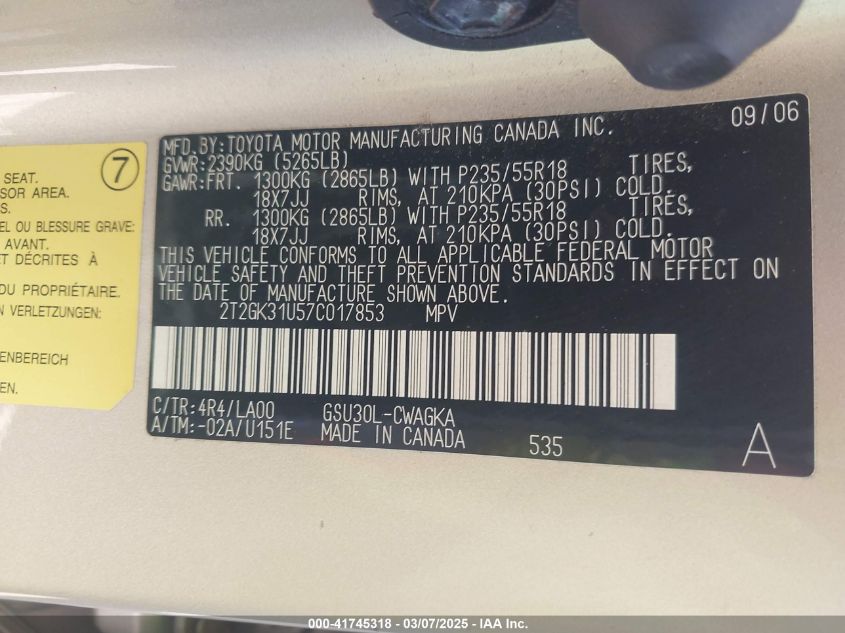 7
SEAT.
SOR AREA.
S.
EL OU BLESSURE GRAVE:
AVANT.
ET DÉCRITES À
DU PROPRIÉTAIRE.
EN VERLETZUNGEN:
ENBEREICH
EN.
09/06
MFD. BY: TOYOTA MOTOR MANUFACTURING CANADA INC.
GVWR: 2390KG (5265LB)
GAWR: FRT. 1300KG (2865LB) WITH P235/55R18 TIRES,
18X7JJ RIMS, AT 210KPA (30PSI) COLD.
RR. 1300KG (2865LB) WITH P235/55R18 TIRES,
18X7JJ RIMS, AT 210KPA (30PSI) COLD.
THIS VEHICLE CONFORMS TO ALL APPLICABLE FEDERAL MOTOR
VEHICLE SAFETY AND THEFT PREVENTION STANDARDS IN EFFECT ON
THE DATE OF MANUFACTURE SHOWN ABOVE.
2T2GK31U57C017853 MPV
C/TR: 4R4/LA00 GSU30L-CWAGKA
A/TM: -02A/U151E MADE IN CANADA 535 A
000-41745318 - 03/07/2025 - IAA Inc.